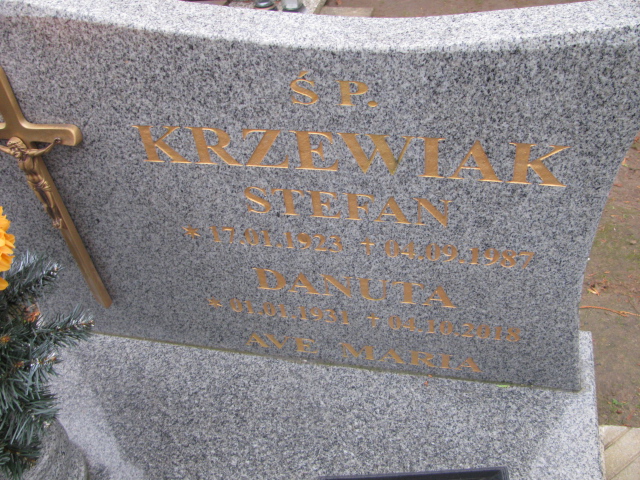 Ś P.
KRZEWIAK
STEFAN
* 17.01.1923 † 04.09.1987
DANUTA
* 01.01.1931 † 04.10.2018
AVE MARIA